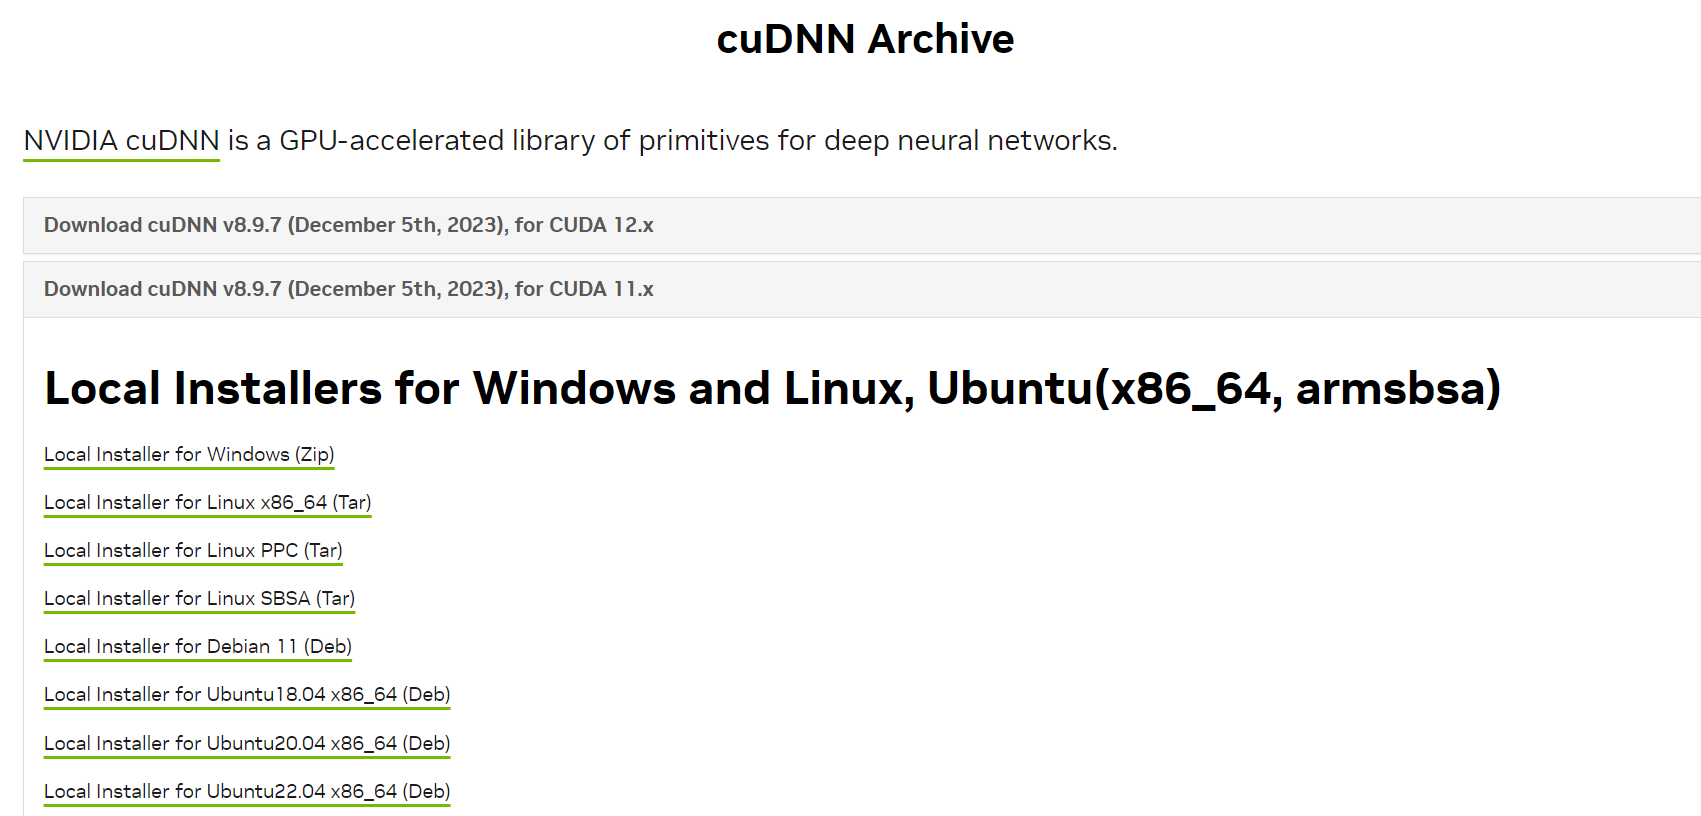 cuDNN Archive
NVIDIA cuDNN is a GPU-accelerated library of primitives for deep neural networks.
Download cuDNN v8.9.7 (December 5th, 2023), for CUDA 12.x
Download cuDNN v8.9.7 (December 5th, 2023), for CUDA 11.x
Local Installers for Windows and Linux, Ubuntu(x86_64, armsbsa)
Local Installer for Windows (Zip)
Local Installer for Linux x86_64 (Tar)
Local Installer for Linux PPC (Tar)
Local Installer for Linux SBSA (Tar)
Local Installer for Debian 11 (Deb)
Local Installer for Ubuntu18.04 x86_64 (Deb)
Local Installer for Ubuntu20.04 x86_64 (Deb)
Local Installer for Ubuntu22.04 x86_64 (Deb)